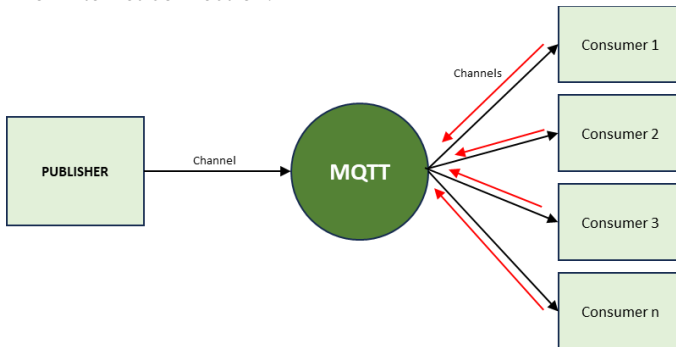 Consumer 1
Channels
Consumer 2
Channel
MQTT
PUBLISHER
Consumer 3
Consumer n